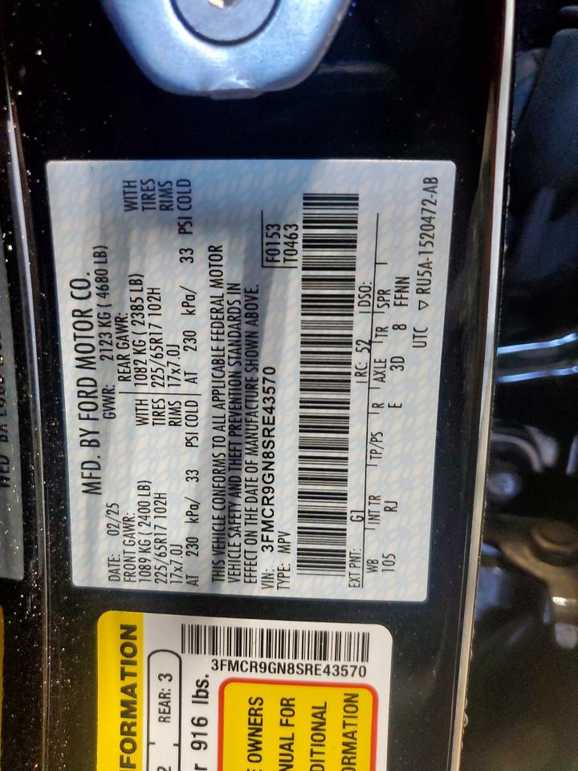 MFD. BY FORD MOTOR CO.
DATE: 02/25
GVWR:
2123 KG ( 4680 LB)
FRONT GAWR:
REAR GAWR:
1089 KG ( 2400 LB)
WITH
1082 KG ( 2385 LB)
WITH
225/65R17 102H
TIRES
225/65R17 102H
TIRES
17x7.0J
RIMS
17x7.0J
RIMS
AT 230 kPa/ 33 PSI COLD
AT 230 kPa/ 33 PSI COLD
THIS VEHICLE CONFORMS TO ALL APPLICABLE FEDERAL MOTOR
VEHICLE SAFETY AND THEFT PREVENTION STANDARDS IN
EFFECT ON THE DATE OF MANUFACTURE SHOWN ABOVE.
VIN: 3FMCR9GN8SRE43570
TYPE: MPV
F0153
T0463
EXT PNT: G1 RC: 52 DSO:
WB INT TR TP/PS R AXLE TR SPR
105 RJ E 3D 8 FFNN
UTC ▽ RU5A-1520472-AB
FORMATION
REAR: 3
916 lbs.
3FMCR9GN8SRE43570
OWNERS
NUAL FOR
DITIONAL
ORMATION